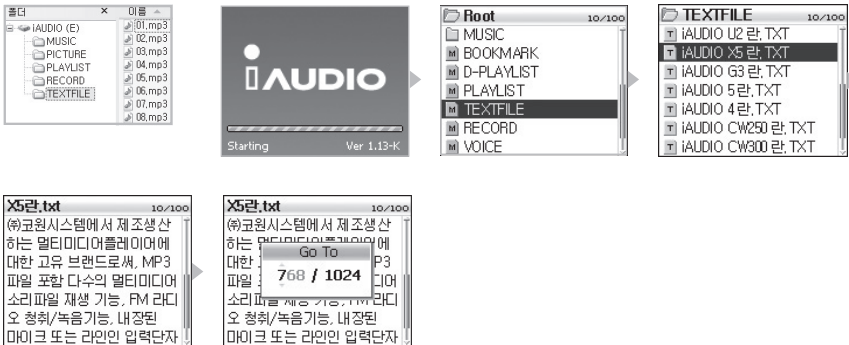 폴더 × 이름
iAUDIO (E)
MUSIC
PICTURE
PLAYLIST
RECORD
TEXTFILE
01.mp3
02.mp3
03.mp3
04.mp3
05.mp3
06.mp3
07.mp3
08.mp3
iAUDIO
Starting Ver 1.13-K
Root 10/100
MUSIC
BOOKMARK
D-PLAYLIST
PLAYLIST
TEXTFILE
RECORD
VOICE
TEXTFILE 10/100
iAUDIO U2 란, TXT
iAUDIO X5 란, TXT
iAUDIO G3 란, TXT
iAUDIO 5 란, TXT
iAUDIO 4 란, TXT
iAUDIO CW250 란, TXT
iAUDIO CW300 란, TXT
X5란.txt 10/100
㈜코원시스템에서 제조생산
하는 멀티미디어플레이어에
대한 고유 브랜드로써, MP3
파일 포함 다수의 멀티미디어
소리파일 재생 기능, FM 라디
오 청취/녹음기능, 내장된
마이크 또는 라인인 입력단자
X5란.txt 10/100
㈜코원시스템에서 제조생산
하는
대한 P3
파일 디어
Go To
768 / 1024
소리파일 재생 기능, FM 라디
오 청취/녹음기능, 내장된
마이크 또는 라인인 입력단자